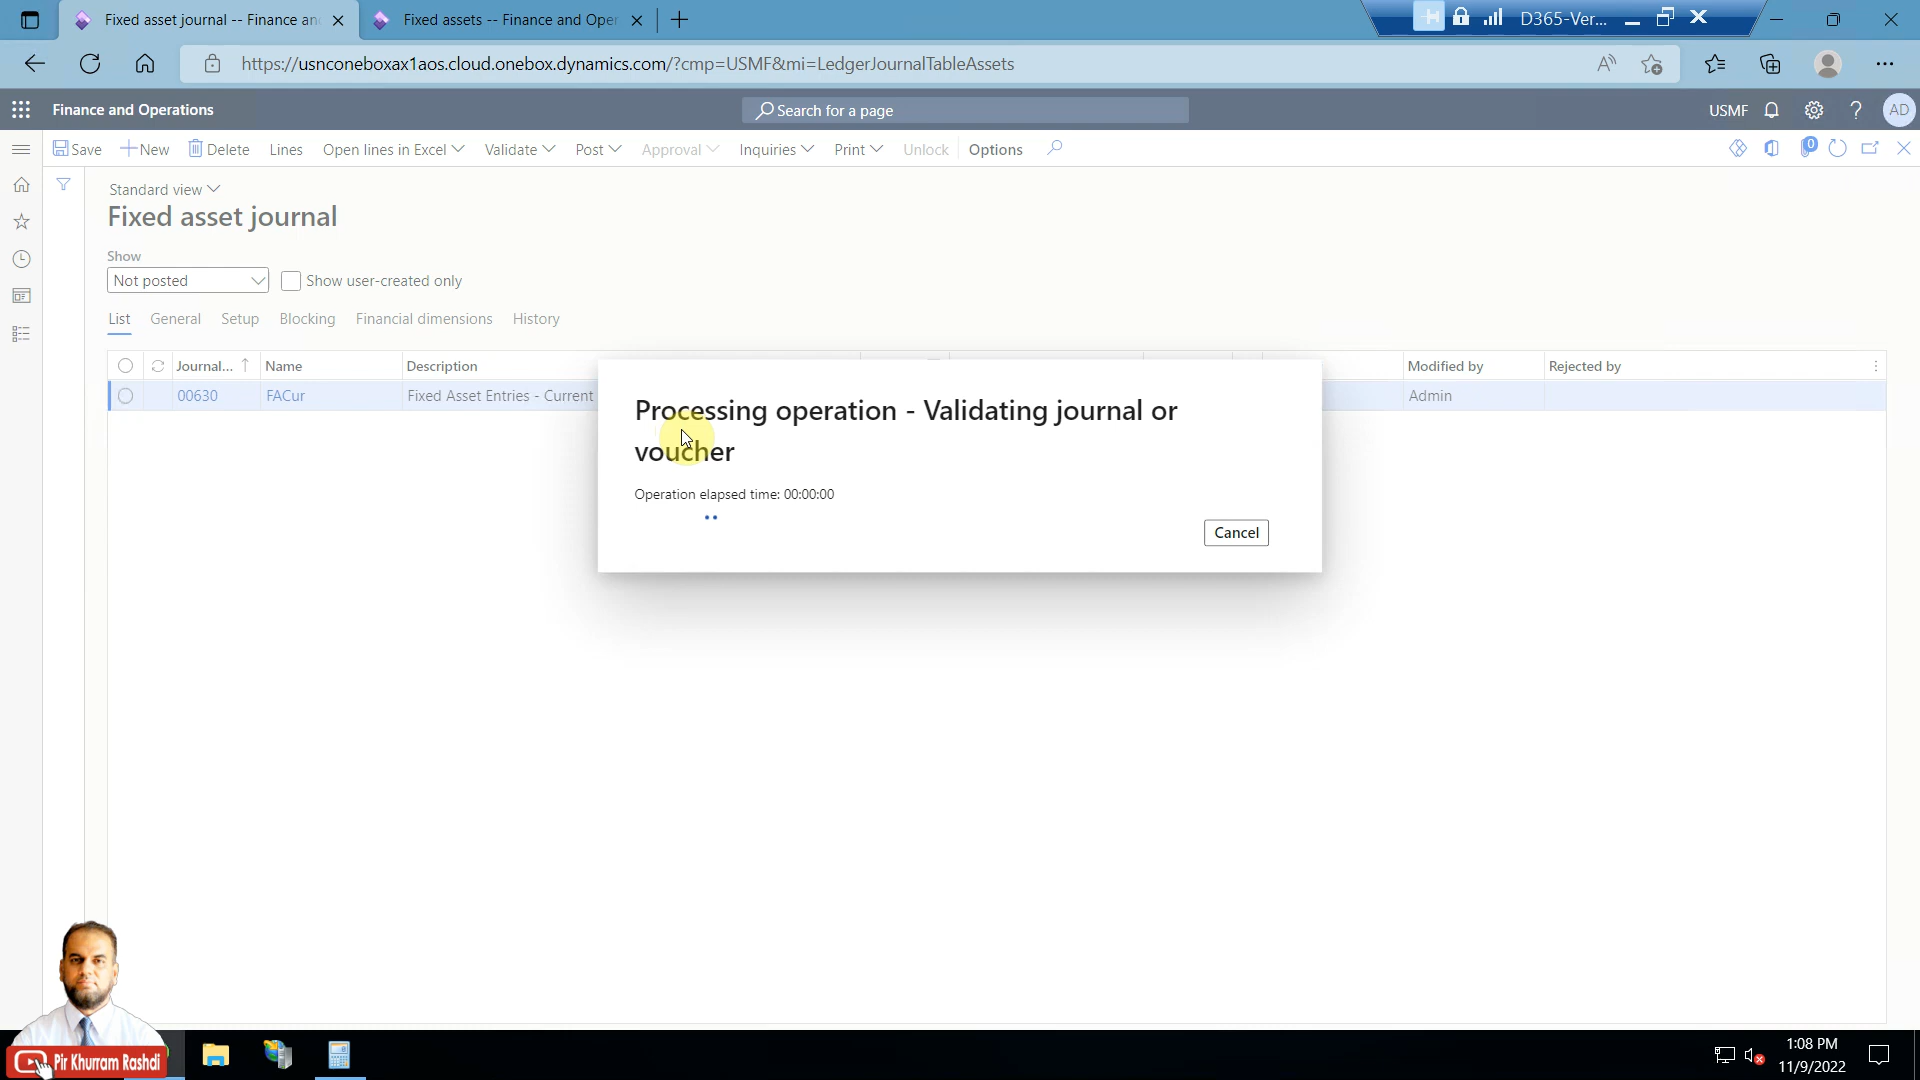 Fixed asset journal -- Finance an
Fixed assets -- Finance and Oper
D365-Ver...
https://usnconeboxax1aos.cloud.onebox.dynamics.com/?cmp=USMF&mi=LedgerJournalTableAssets
Finance and Operations
Search for a page
USMF
AD
Save
New
Delete
Lines
Open lines in Excel
Validate
Post
Approval
Inquiries
Print
Unlock
Options
0
Standard view
Fixed asset journal
Show
Not posted
Show user-created only
List
General
Setup
Blocking
Financial dimensions
History
Journal...
Name
Description
Modified by
Rejected by
00630
FACur
Fixed Asset Entries - Current
Admin
Processing operation - Validating journal or
voucher
Operation elapsed time: 00:00:00
Cancel
Pir Khurram Rashdi
1:08 PM
11/9/2022